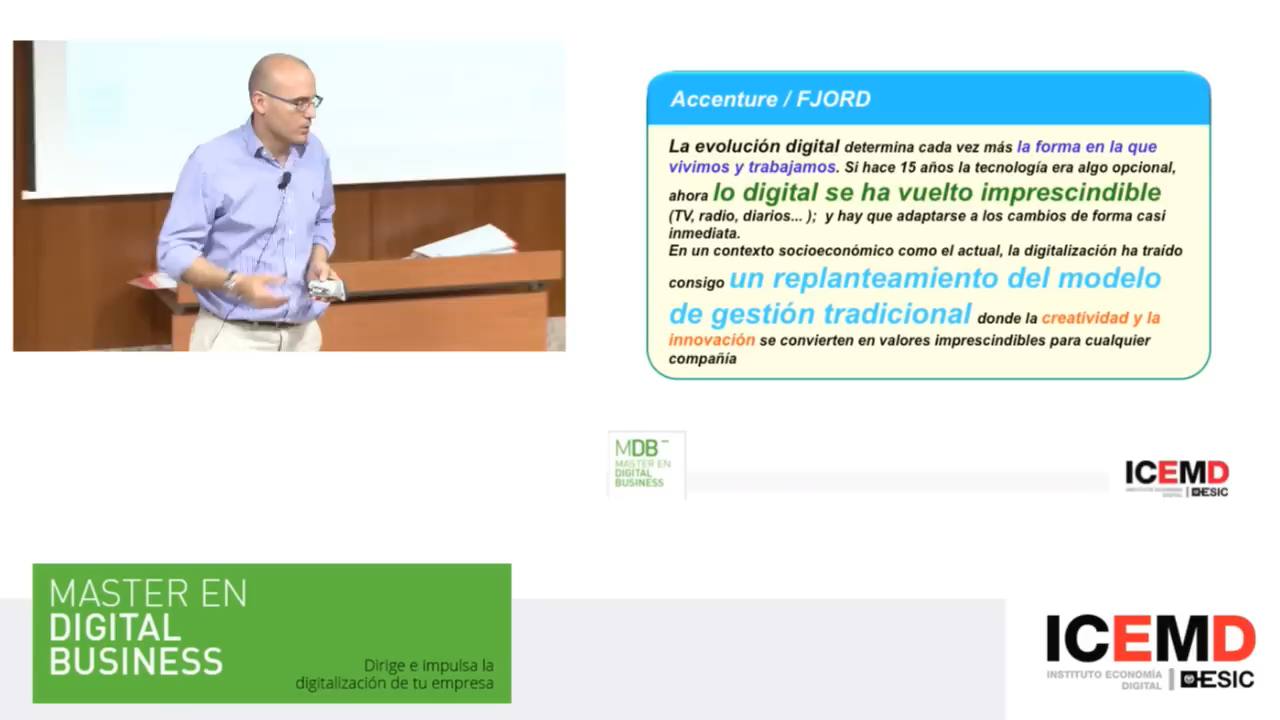 Accenture / FJORD
La evolución digital determina cada vez más la forma en la que
vivimos y trabajamos. Si hace 15 años la tecnología era algo opcional,
ahora lo digital se ha vuelto imprescindible
(TV, radio, diarios... ); y hay que adaptarse a los cambios de forma casi
inmediata.
En un contexto socioeconómico como el actual, la digitalización ha traído
consigo un replanteamiento del modelo
de gestión tradicional donde la creatividad y la
innovación se convierten en valores imprescindibles para cualquier
compañía
MDB
MASTER EN
DIGITAL
BUSINESS
ICEMD
INSTITUTO ECONOMÍA
DIGITAL
ESIC
MASTER EN
DIGITAL
BUSINESS
Dirige e impulsa la
digitalización de tu empresa
ICEMD
INSTITUTO ECONOMÍA
DIGITAL
ESIC